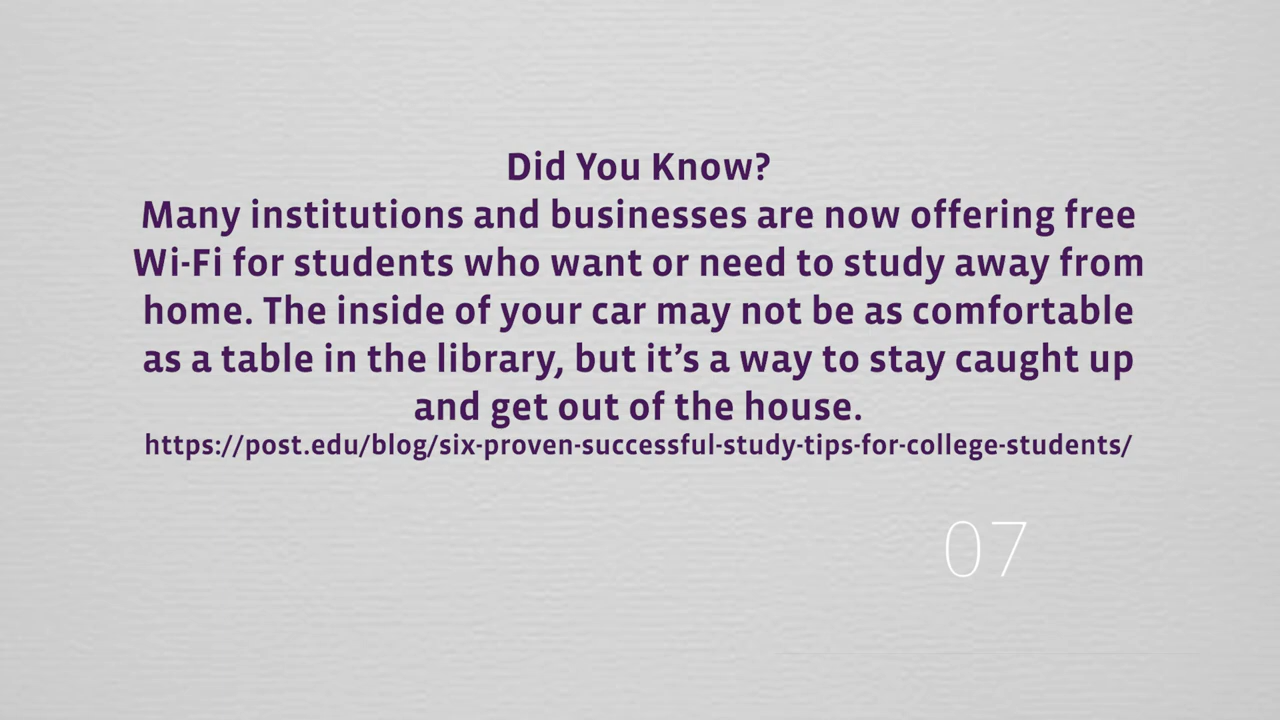 Did You Know?
Many institutions and businesses are now offering free
Wi-Fi for students who want or need to study away from
home. The inside of your car may not be as comfortable
as a table in the library, but it’s a way to stay caught up
and get out of the house.
https://post.edu/blog/six-proven-successful-study-tips-for-college-students/
07